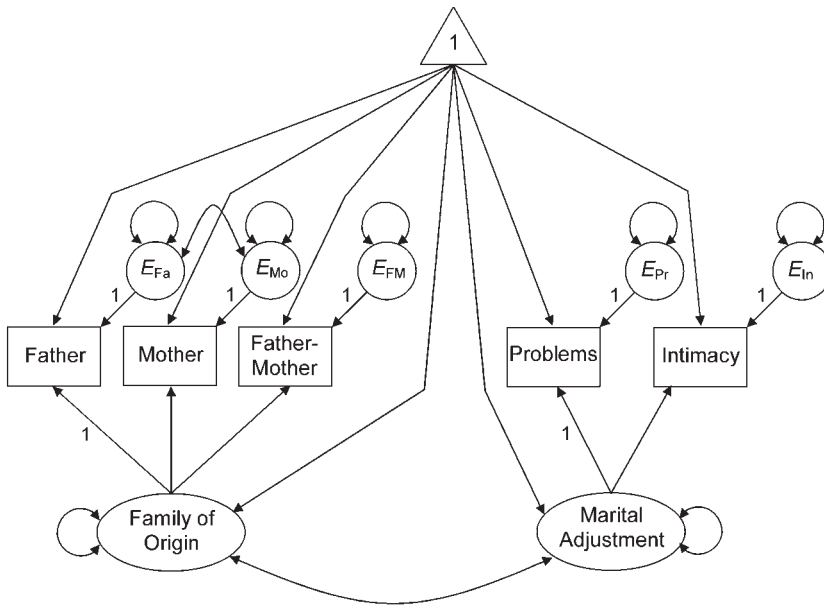 1
E_Fa
E_Mo
E_FM
E_Pr
E_In
1
1
1
1
1
Father
Mother
Father-
Mother
Problems
Intimacy
1
1
Family of
Origin
Marital
Adjustment